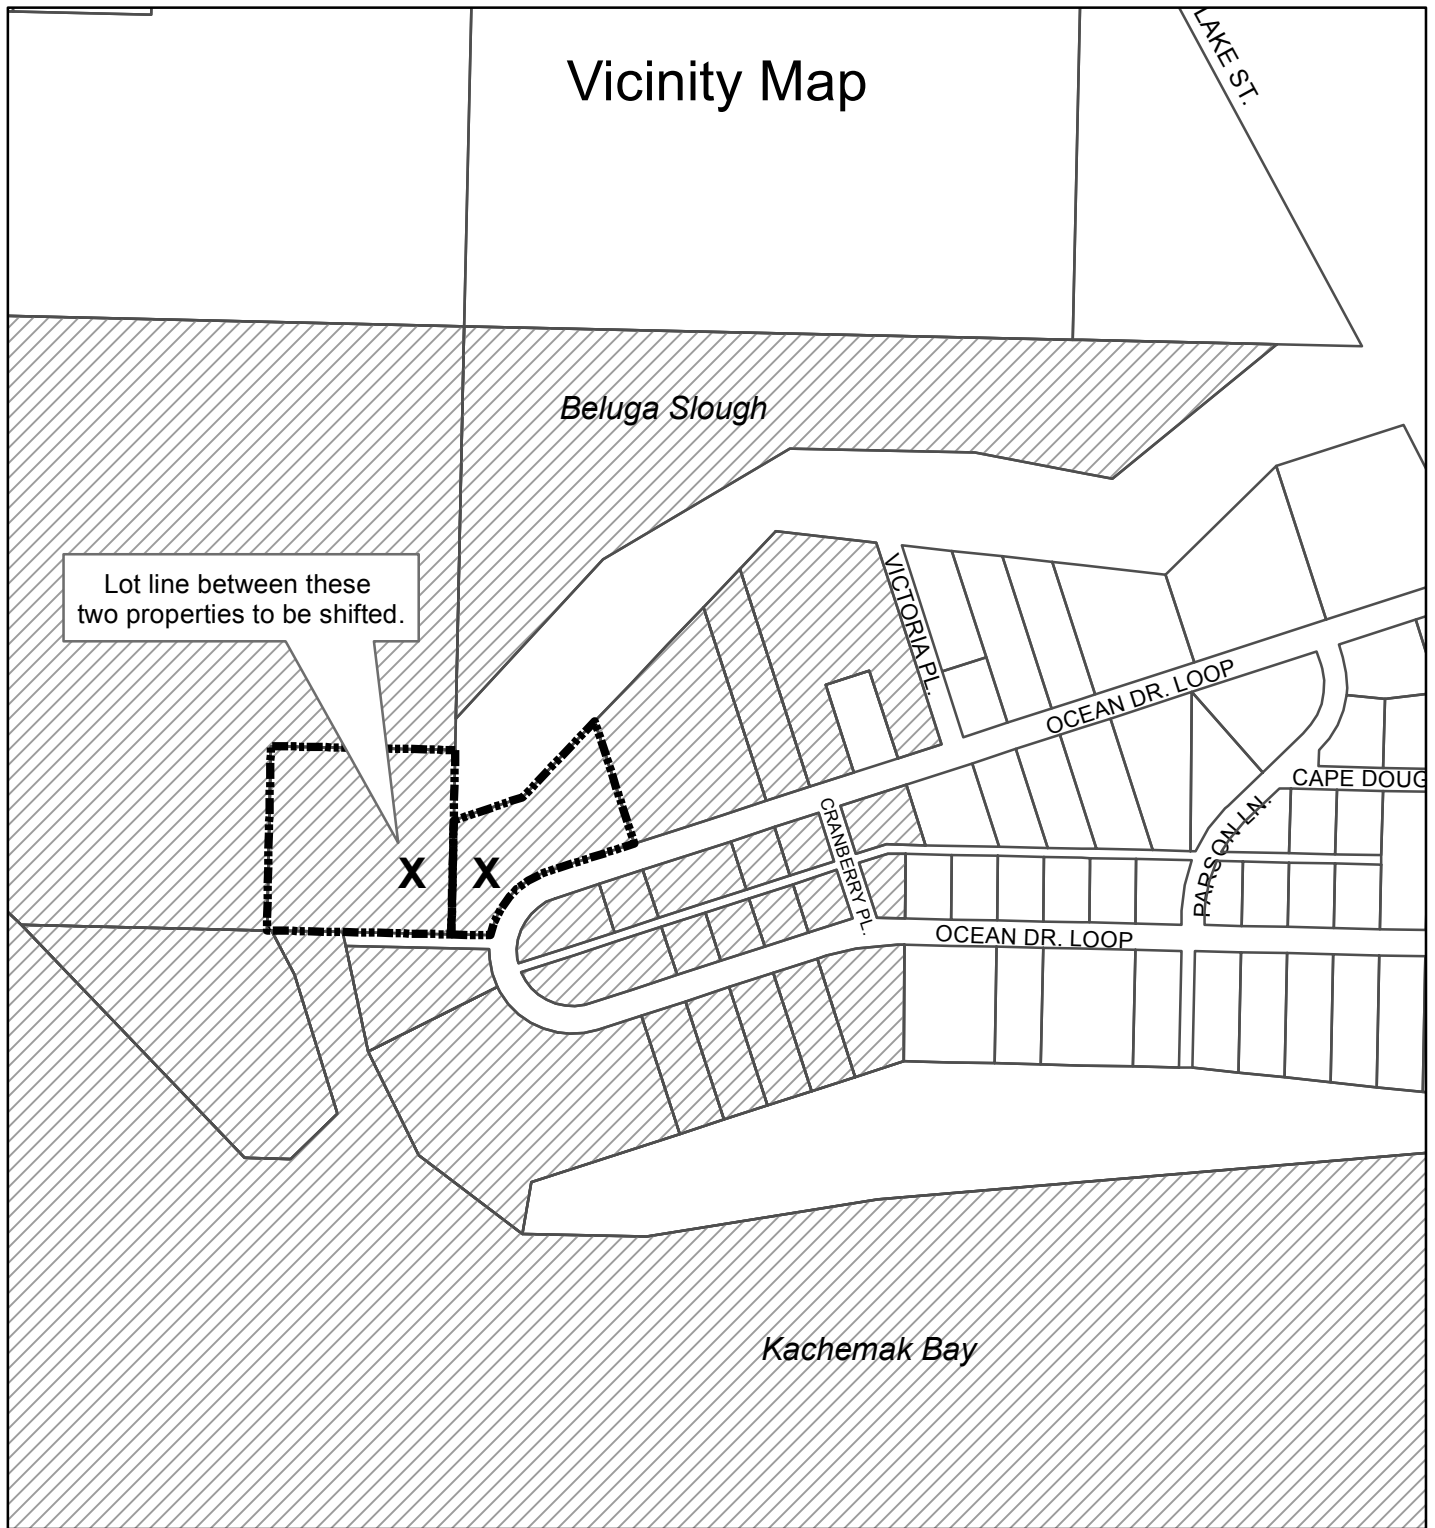 Vicinity Map
LAKE ST.
Beluga Slough
Lot line between these
two properties to be shifted.
VICTORIA PL.
OCEAN DR. LOOP
CAPE DOUG
CRANBERRY PL.
PARSON LN.
X X
OCEAN DR. LOOP
Kachemak Bay